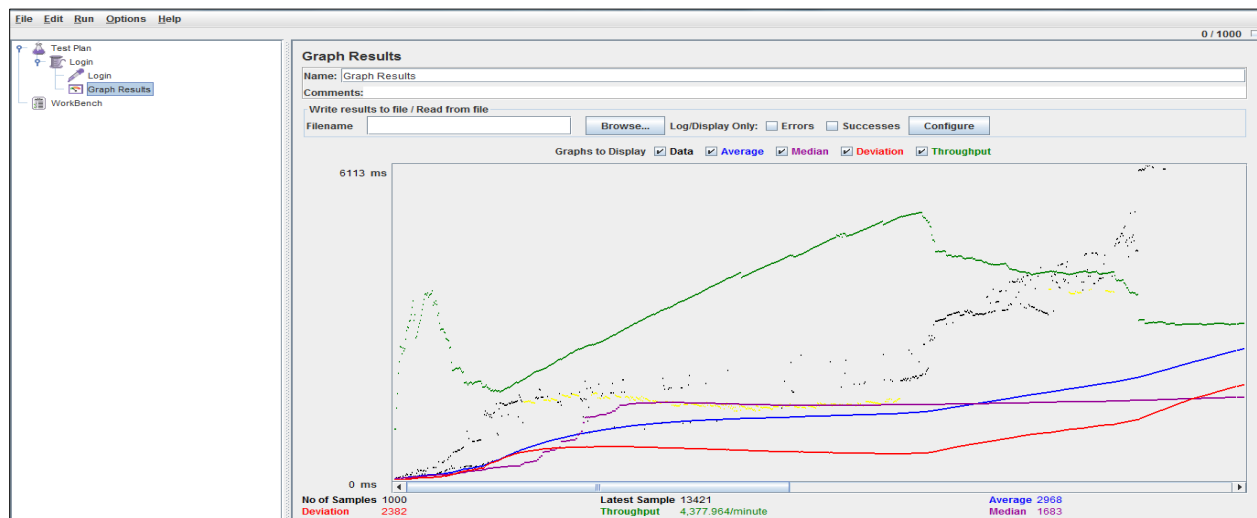 File Edit Run Options Help
0 / 1000
Test Plan
Login
Login
Graph Results
WorkBench
Graph Results
Name: Graph Results
Comments:
Write results to file / Read from file
Filename Browse... Log/Display Only: Errors Successes Configure
Graphs to Display Data Average Median Deviation Throughput
6113 ms
0 ms
No of Samples 1000 Latest Sample 13421 Average 2968
Deviation 2382 Throughput 4,377.964/minute Median 1683